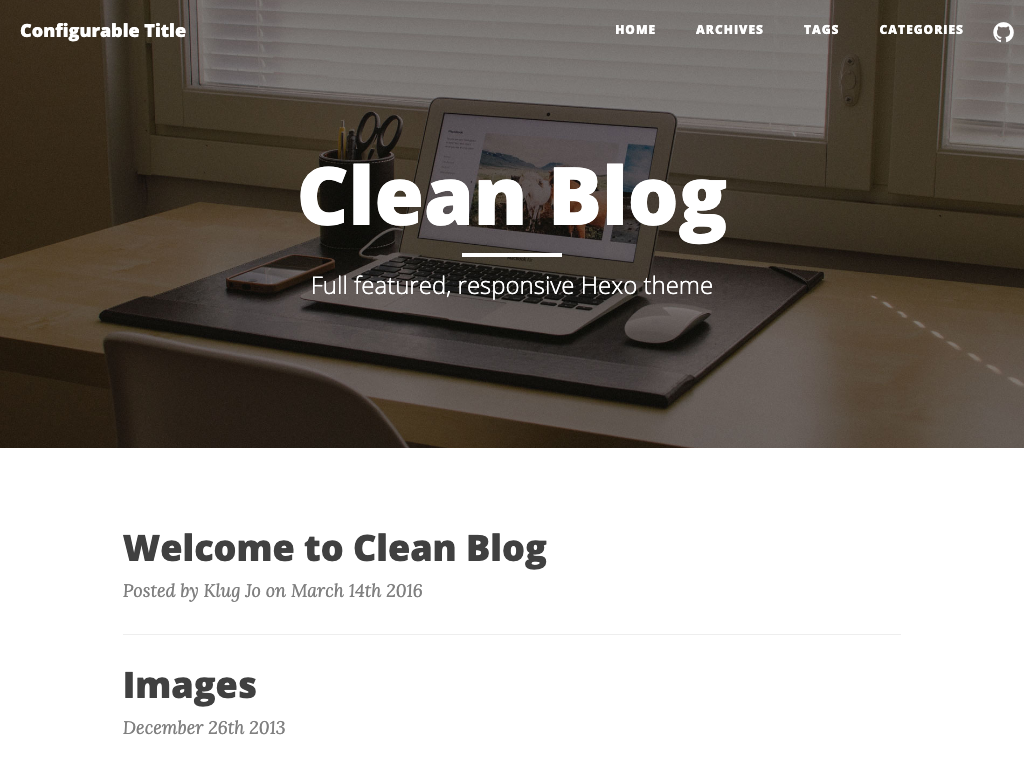 Configurable Title
HOME
ARCHIVES
TAGS
CATEGORIES
Clean Blog
Full featured, responsive Hexo theme
Welcome to Clean Blog
Posted by Klug Jo on March 14th 2016
Images
December 26th 2013